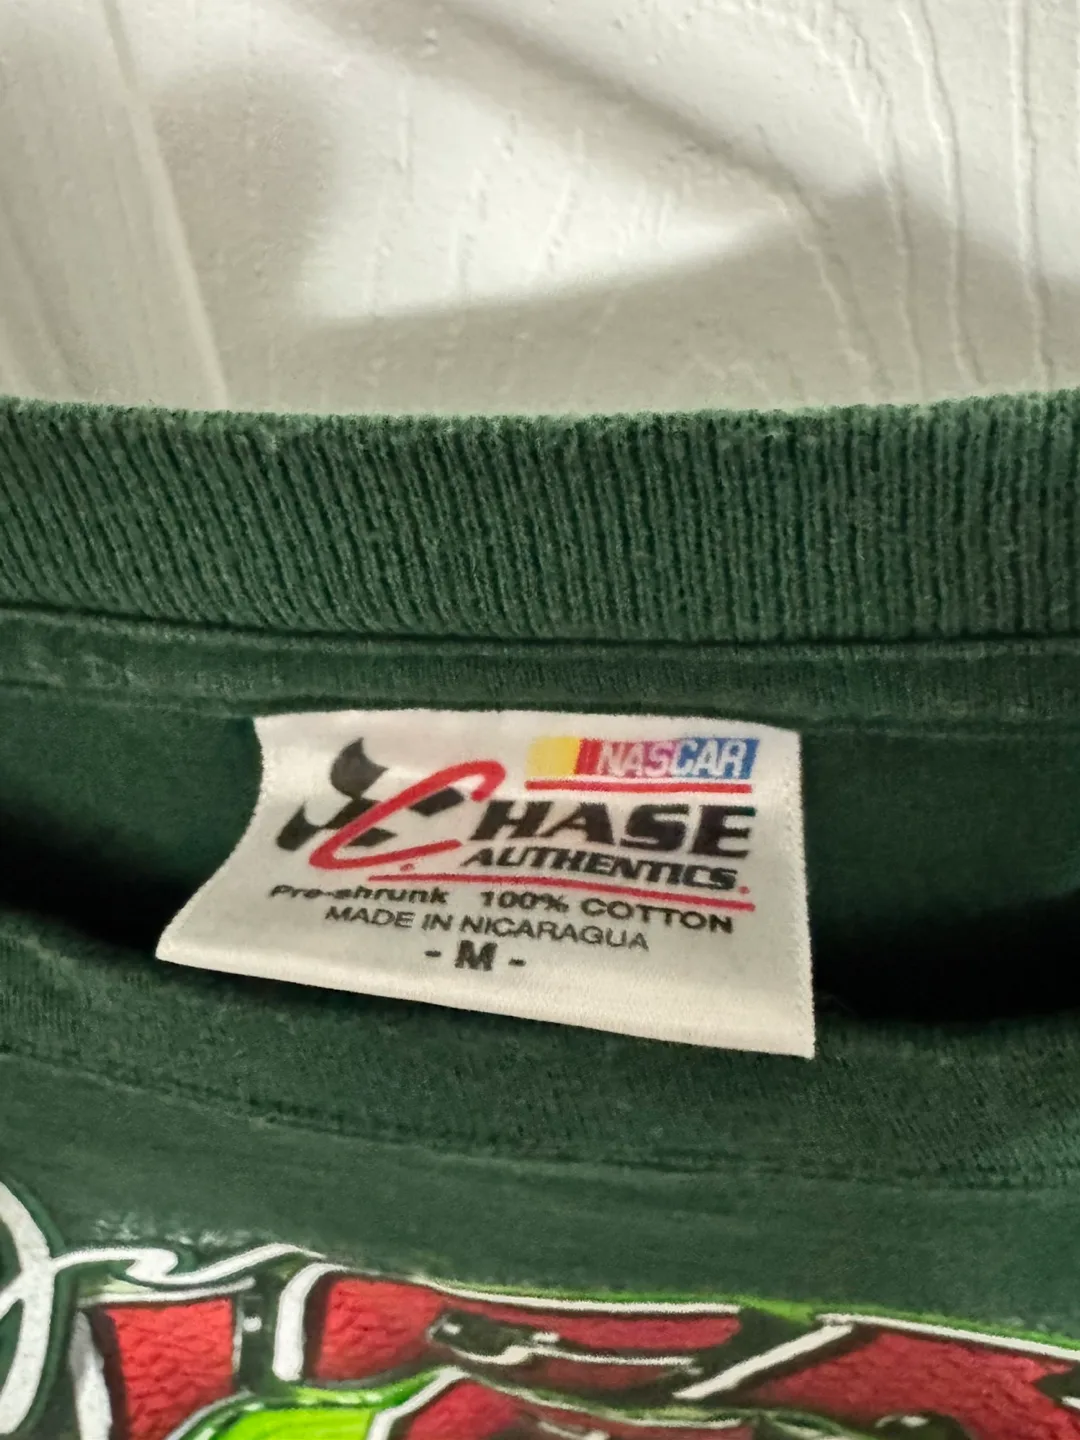 NASCAR
CHASE
AUTHENTICS®
Pre-shrunk 100% COTTON
MADE IN NICARAGUA
- M -